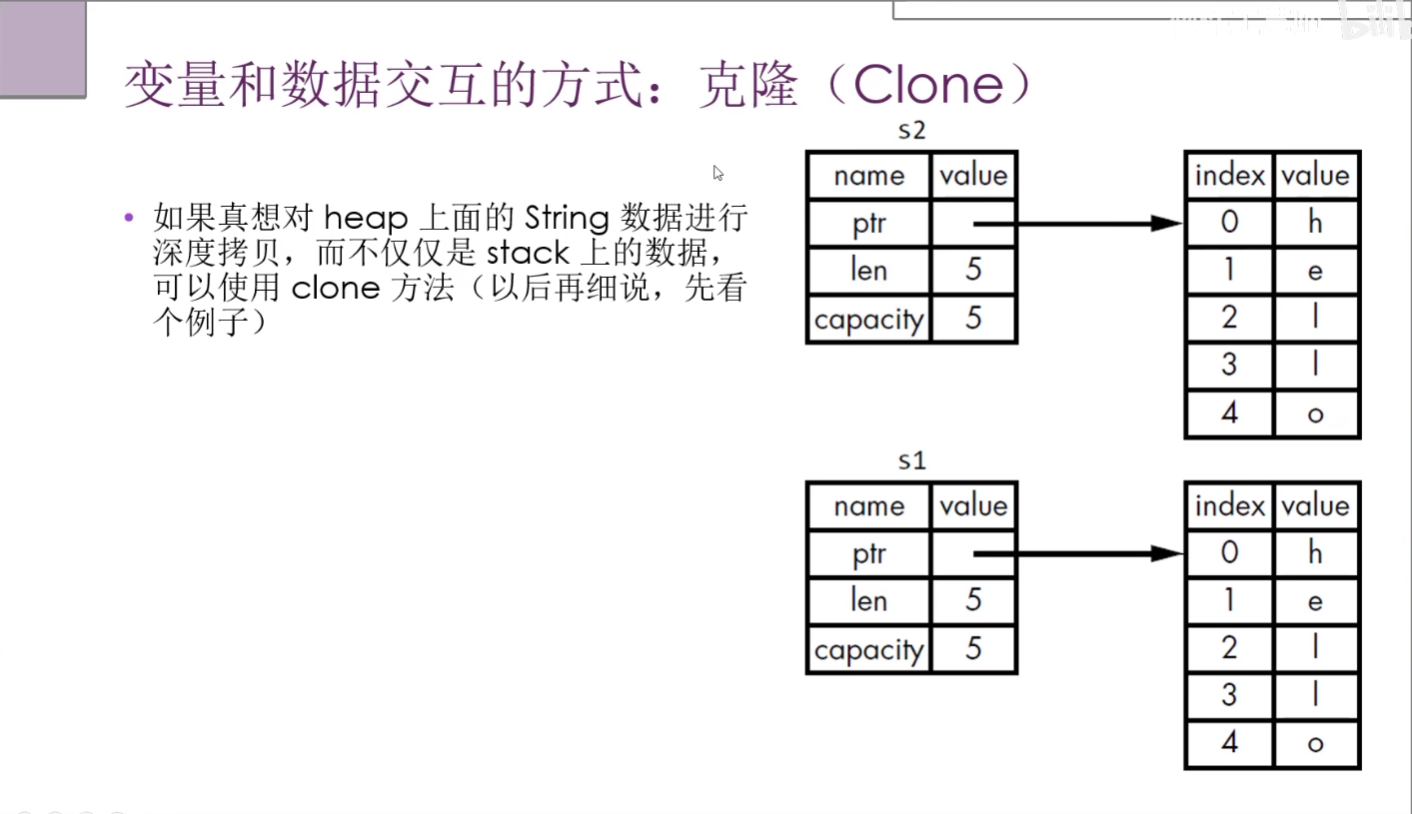 变量和数据交互的方式：克隆（Clone）
如果真想对 heap 上面的 String 数据进行
深度拷贝，而不仅仅是 stack 上的数据，
可以使用 clone 方法（以后再细说，先看
个例子）
s2
name value
ptr
len 5
capacity 5
index value
0 h
1 e
2 l
3 l
4 o
s1
name value
ptr
len 5
capacity 5
index value
0 h
1 e
2 l
3 l
4 o